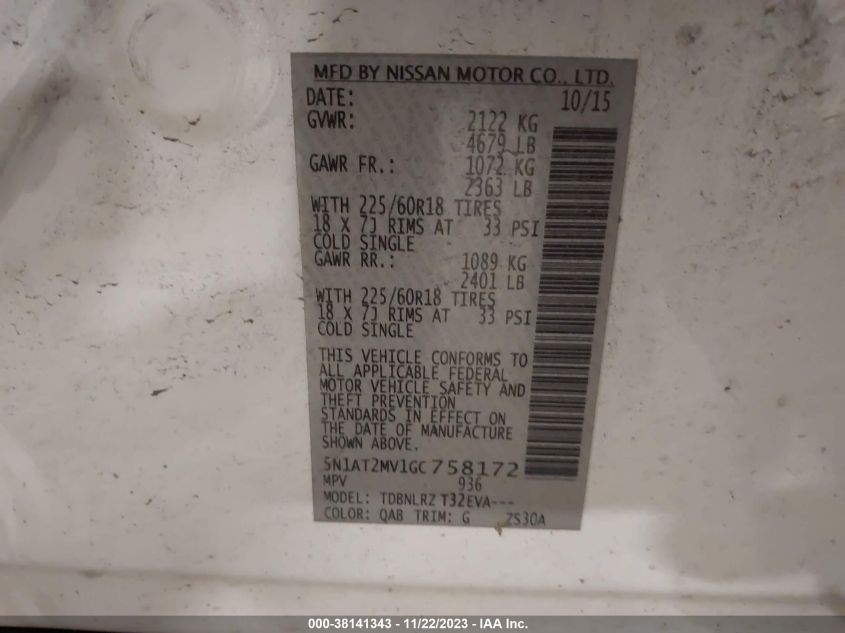 MFD BY NISSAN MOTOR CO., LTD.
DATE: 10/15
GVWR: 2122 KG
4679 LB
GAWR FR.: 1072 KG
2363 LB
WITH 225/60R18 TIRES
18 X 7J RIMS AT 33 PSI
COLD SINGLE
GAWR RR.: 1089 KG
2401 LB
WITH 225/60R18 TIRES
18 X 7J RIMS AT 33 PSI
COLD SINGLE
THIS VEHICLE CONFORMS TO
ALL APPLICABLE FEDERAL
MOTOR VEHICLE SAFETY AND
THEFT PREVENTION
STANDARDS IN EFFECT ON
THE DATE OF MANUFACTURE
SHOWN ABOVE.
5N1AT2MV1GC758172
MPV 936
MODEL: TDBNLRZ T32EVA---
COLOR: QAB TRIM: G ZS30A
000-38141343 - 11/22/2023 - IAA Inc.